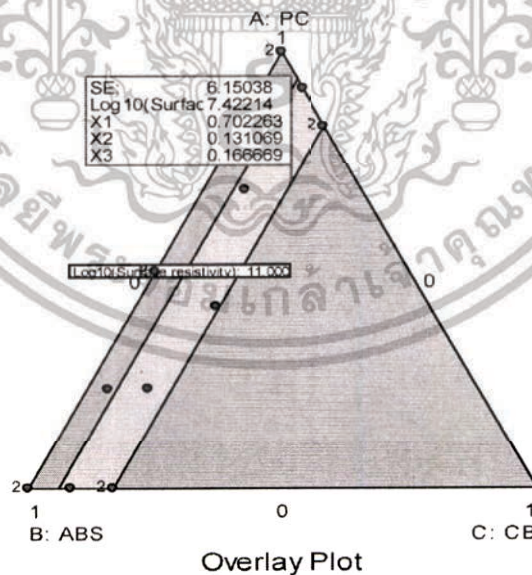 A: PC
1
2
SE: 6.15038
Log10(Surfac 7.42214
X1 0.702263
X2 0.131069
X3 0.166669
2
Log10(Surface resistivity): 11.000
0
0
2
2
1
0
1
B: ABS
C: CB
Overlay Plot